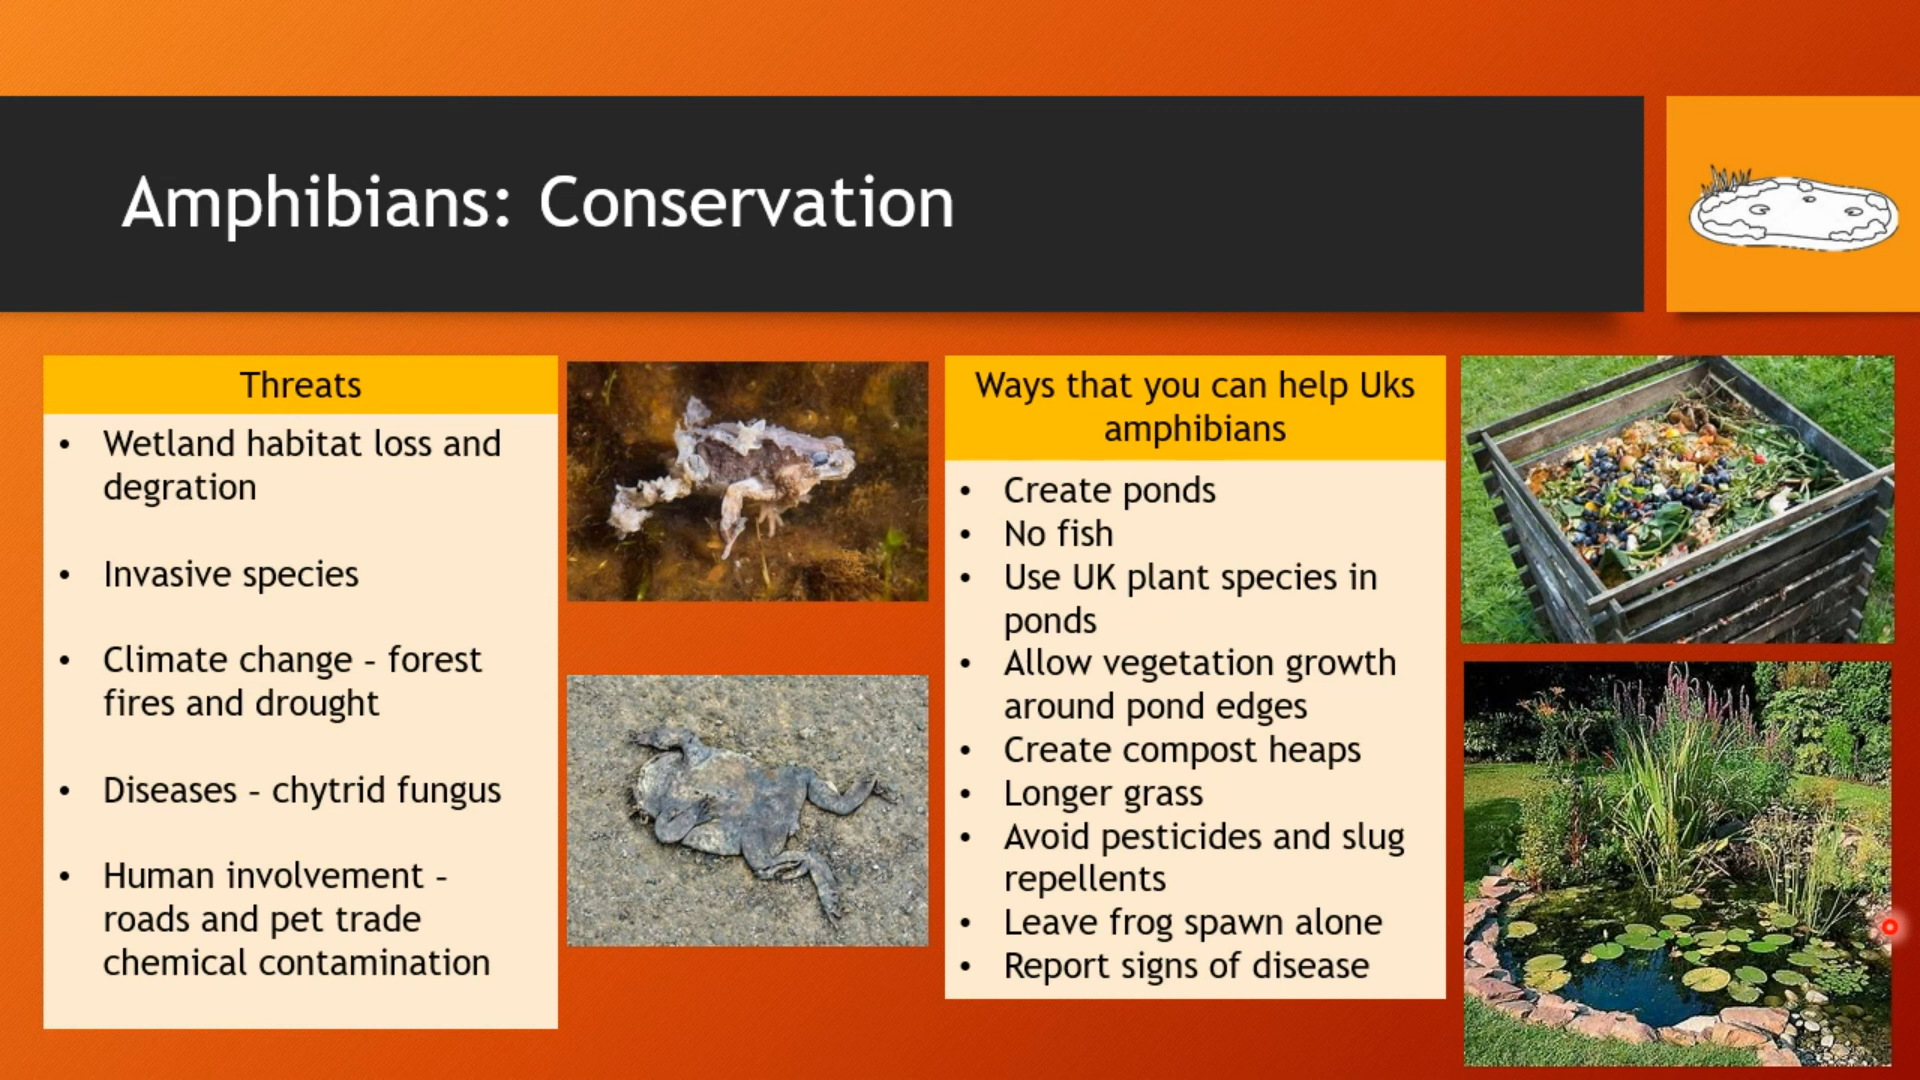 Amphibians: Conservation
Threats
• Wetland habitat loss and
degration
• Invasive species
• Climate change – forest
fires and drought
• Diseases – chytrid fungus
• Human involvement –
roads and pet trade
chemical contamination
Ways that you can help Uks
amphibians
• Create ponds
• No fish
• Use UK plant species in
ponds
• Allow vegetation growth
around pond edges
• Create compost heaps
• Longer grass
• Avoid pesticides and slug
repellents
• Leave frog spawn alone
• Report signs of disease